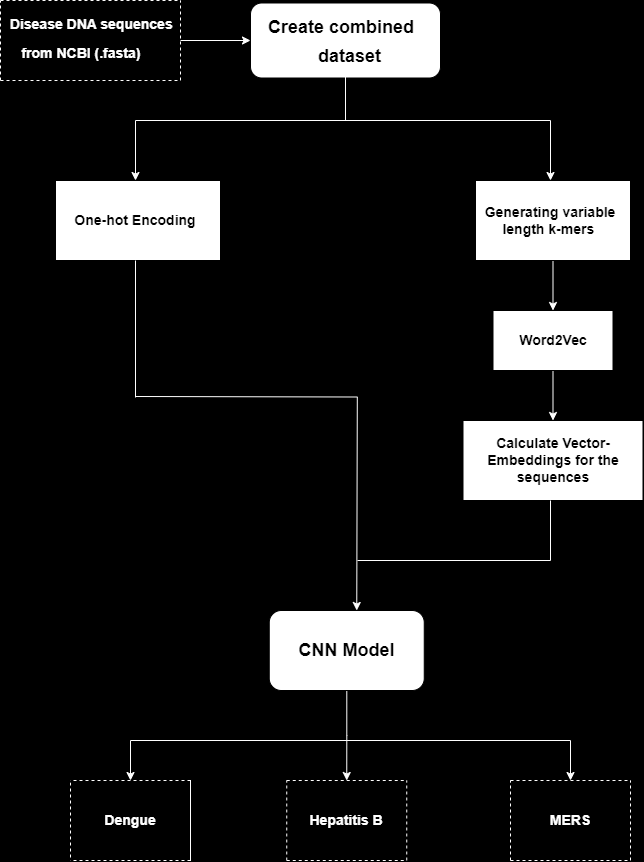 Disease DNA sequences
from NCBI (.fasta)
Create combined
dataset
One-hot Encoding
Generating variable
length k-mers
Word2Vec
Calculate Vector-
Embeddings for the
sequences
CNN Model
Dengue
Hepatitis B
MERS